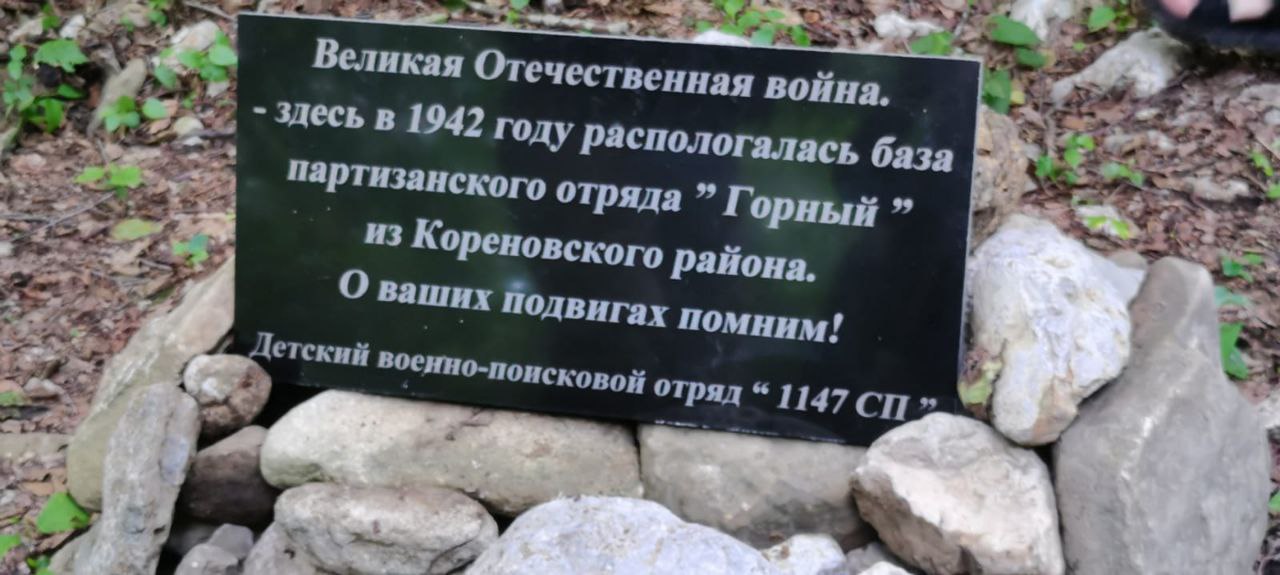 Великая Отечественная война.
- здесь в 1942 году распологалась база
партизанского отряда ” Горный ”
из Кореновского района.
О ваших подвигах помним!
Детский военно-поисковой отряд “ 1147 СП ”